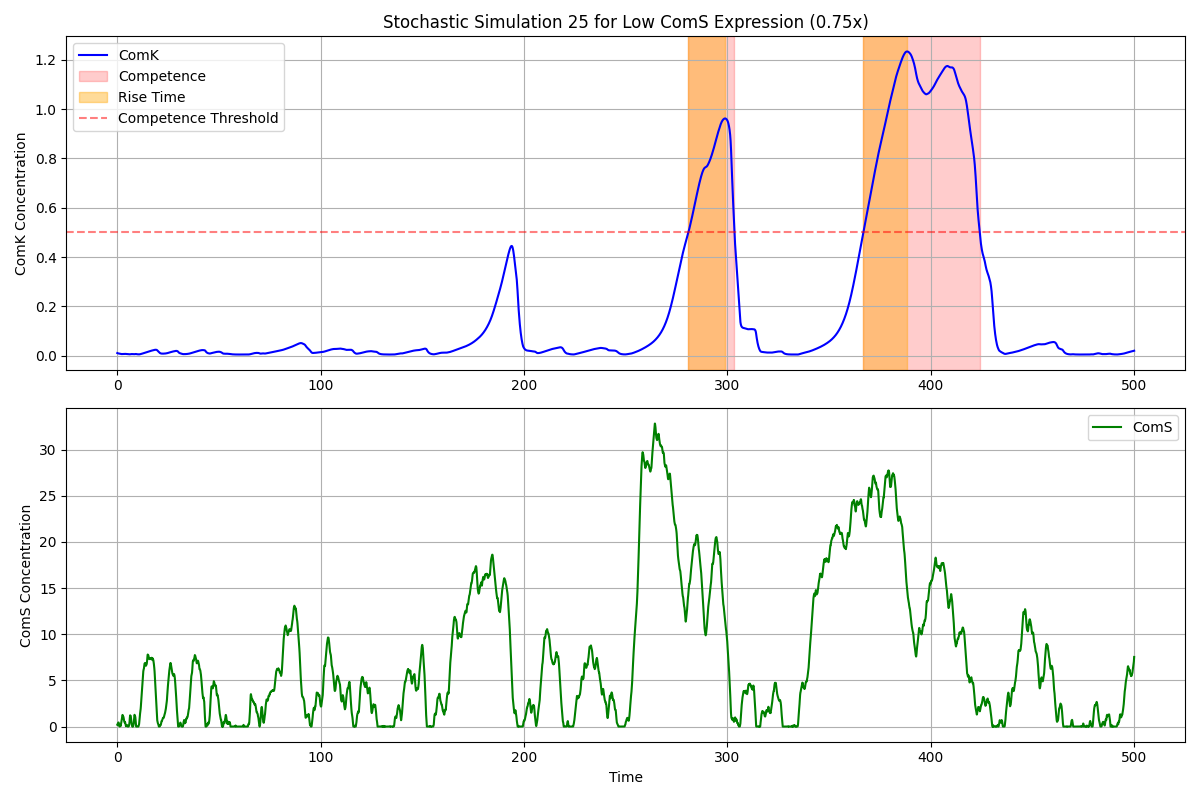 Stochastic Simulation 25 for Low ComS Expression (0.75x)
ComK
Competence
Rise Time
Competence Threshold
ComK Concentration
1.2
1.0
0.8
0.6
0.4
0.2
0.0
0 100 200 300 400 500
ComS
ComS Concentration
30
25
20
15
10
5
0
0 100 200 300 400 500
Time